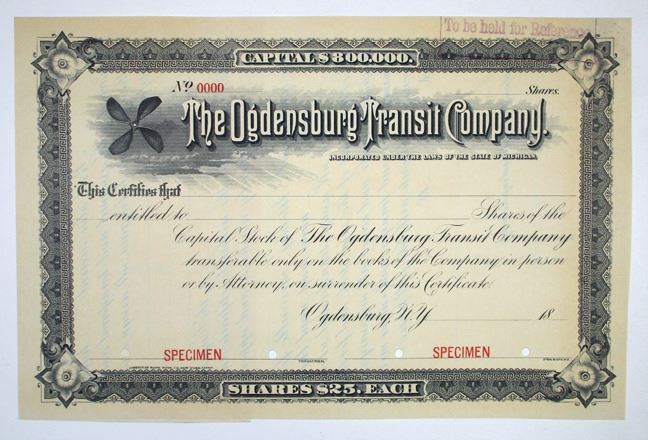 To be held for Reference
CAPITAL $800.000.
No. 0000 Shares.
The Ogdensburg Transit Company.
INCORPORATED UNDER THE LAWS OF THE STATE OF MICHIGAN.
This Certifies that
entitled to Shares of the
Capital Stock of The Ogdensburg Transit Company
transferable only on the books of the Company in person
or by Attorney, on surrender of this Certificate.
Ogdensburg, N.Y. 18
SPECIMEN SPECIMEN
TREASURER.
SHARES $25. EACH